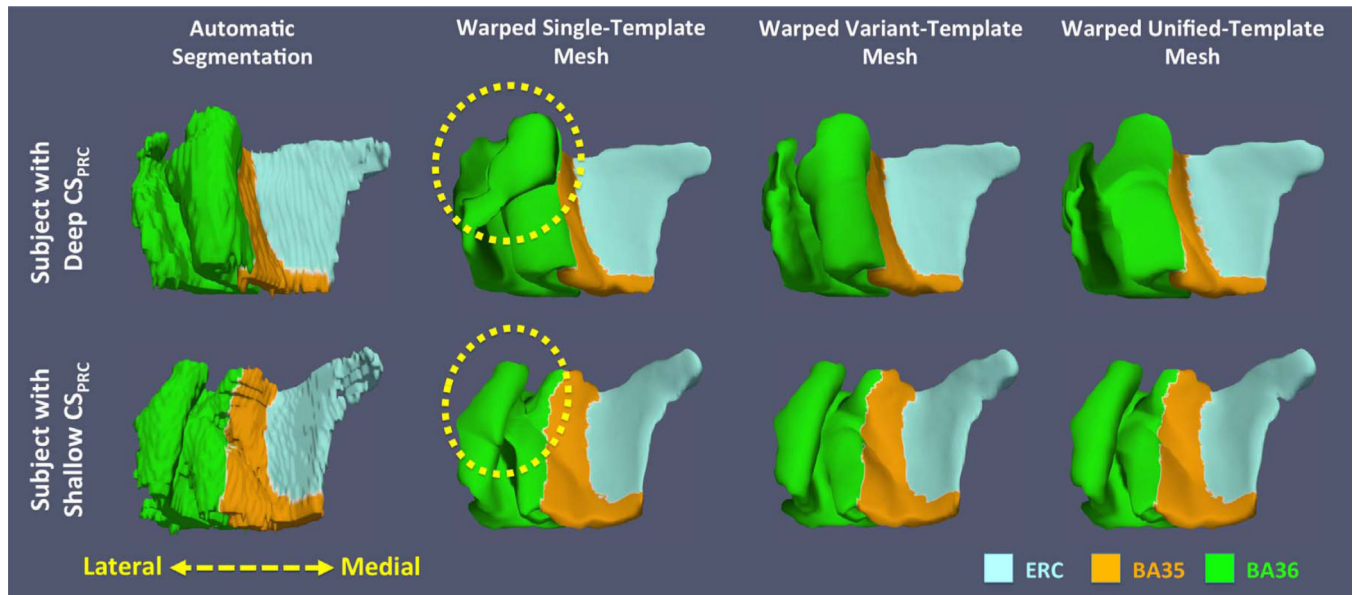 Automatic
Segmentation
Warped Single-Template
Mesh
Warped Variant-Template
Mesh
Warped Unified-Template
Mesh
Subject with
Deep CSPRC
Subject with
Shallow CSPRC
Lateral
Medial
ERC
BA35
BA36